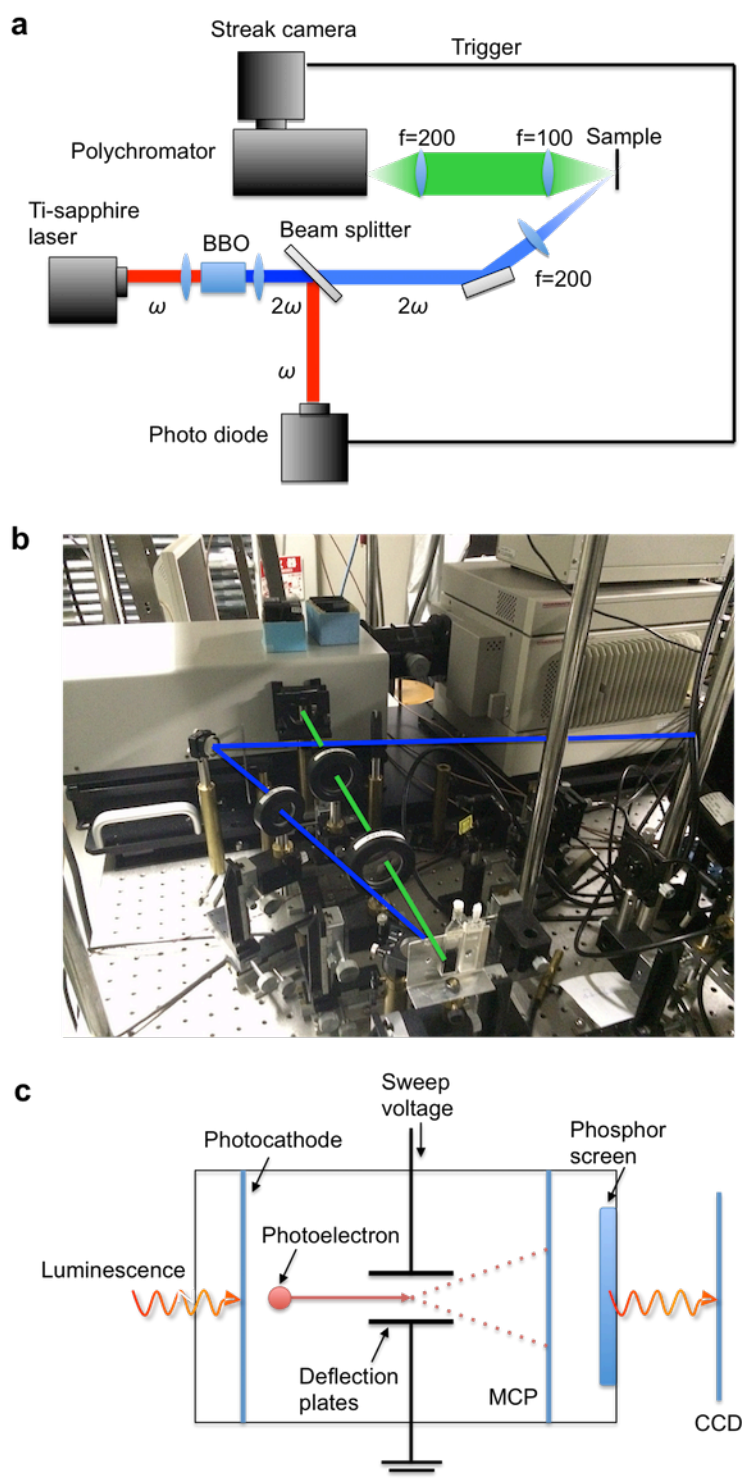 a
Streak camera
Trigger
Polychromator
f=200
f=100
Sample
Ti-sapphire
laser
BBO
Beam splitter
f=200
ω
2ω
2ω
ω
Photo diode
b
c
Sweep
voltage
Photocathode
Phosphor
screen
Photoelectron
Luminescence
Deflection
plates
MCP
CCD